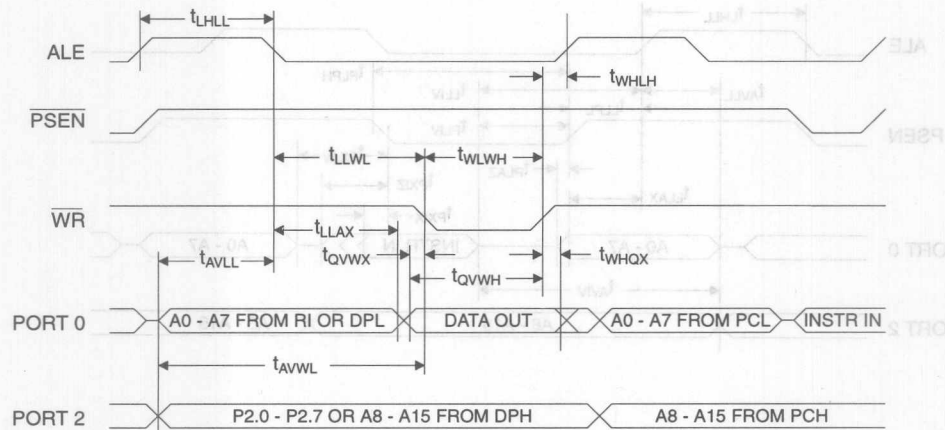 tLHLL
ALE
tWHLH
PSEN
tLLWL
tWLWH
WR
tLLAX
tAVLL
tQVWX
tWHQX
tQVWH
PORT 0
A0 - A7 FROM RI OR DPL
DATA OUT
A0 - A7 FROM PCL
INSTR IN
tAVWL
PORT 2
P2.0 - P2.7 OR A8 - A15 FROM DPH
A8 - A15 FROM PCH